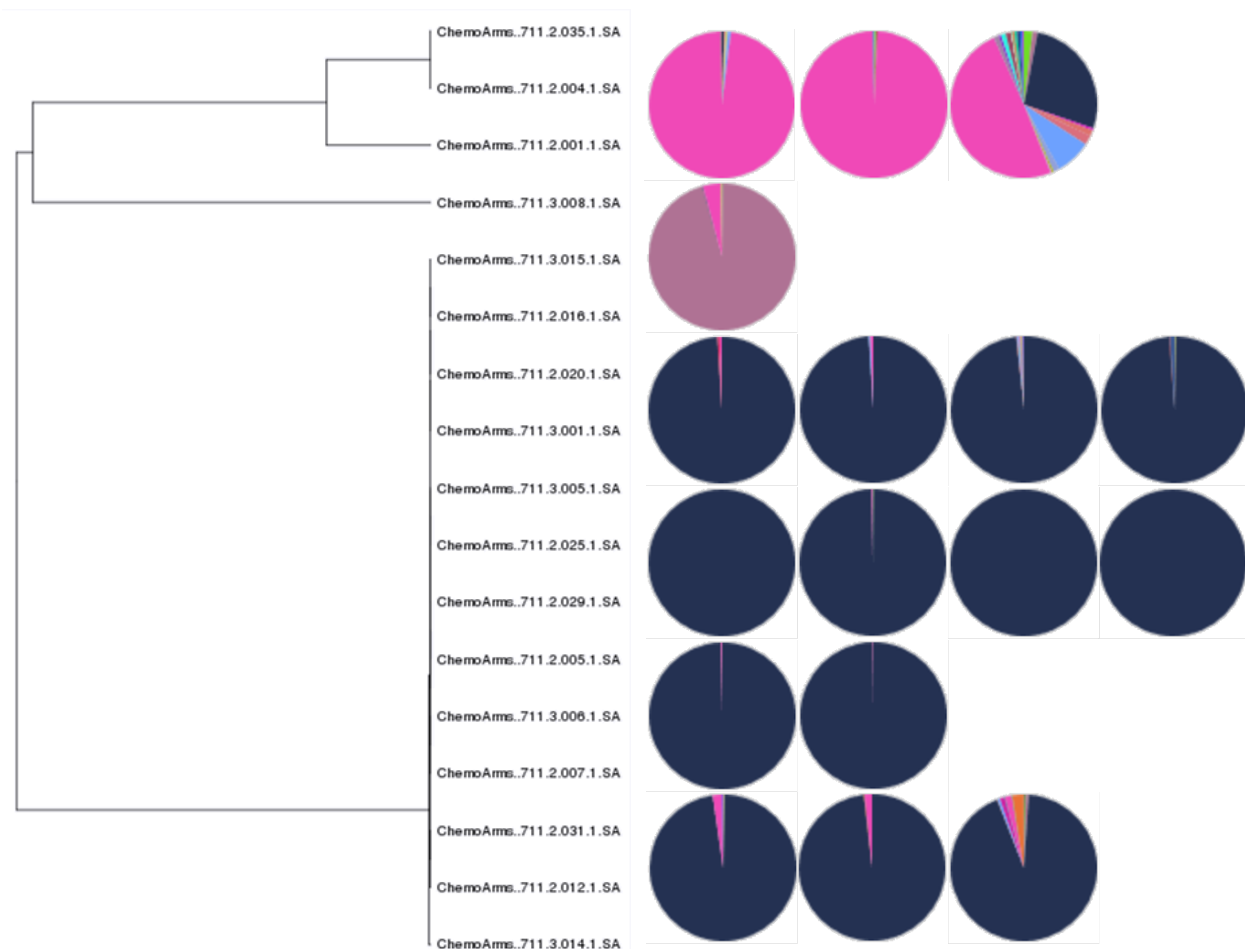 ChemoArms..711.2.035.1.SA
ChemoArms..711.2.004.1.SA
ChemoArms..711.2.001.1.SA
ChemoArms..711.3.008.1.SA
ChemoArms..711.3.015.1.SA
ChemoArms..711.2.016.1.SA
ChemoArms..711.2.020.1.SA
ChemoArms..711.3.001.1.SA
ChemoArms..711.3.005.1.SA
ChemoArms..711.2.025.1.SA
ChemoArms..711.2.029.1.SA
ChemoArms..711.2.005.1.SA
ChemoArms..711.3.006.1.SA
ChemoArms..711.2.007.1.SA
ChemoArms..711.2.031.1.SA
ChemoArms..711.2.012.1.SA
ChemoArms..711.3.014.1.SA